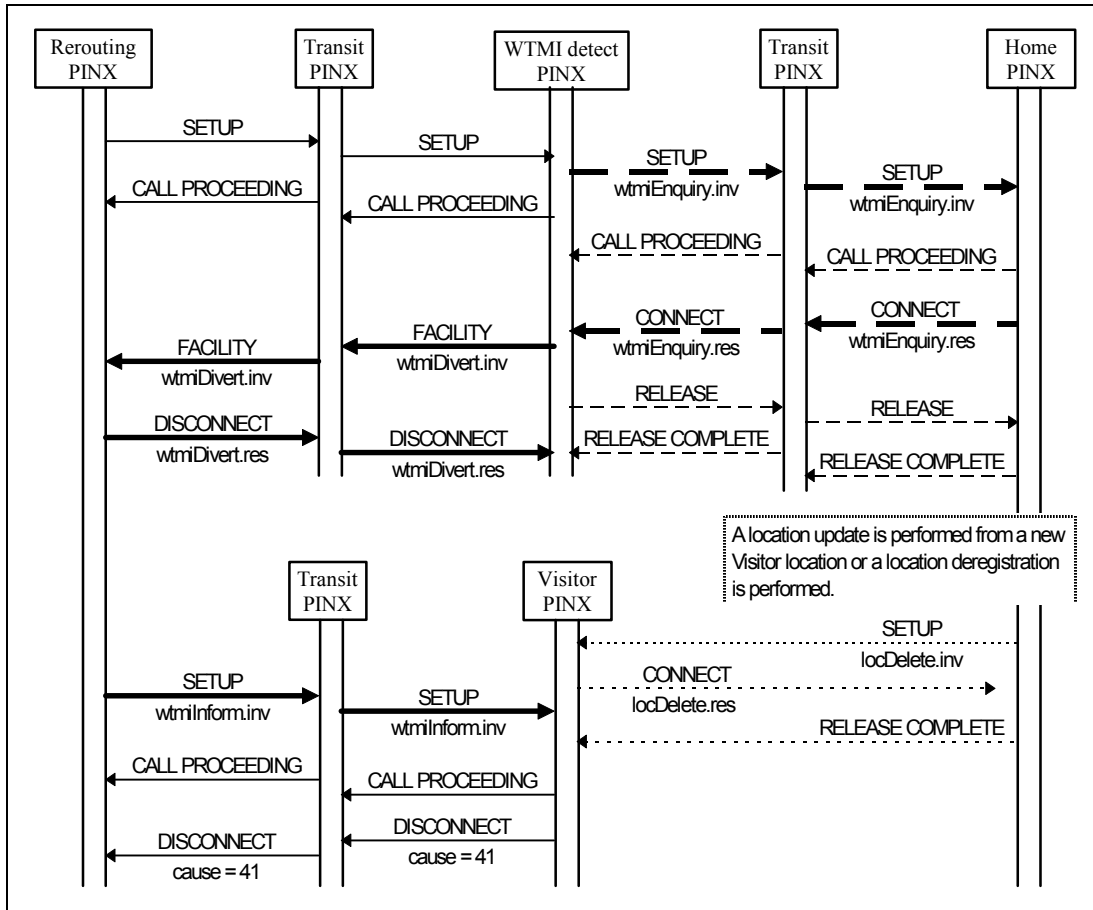 Rerouting
PINX
Transit
PINX
WTMI detect
PINX
Transit
PINX
Home
PINX
SETUP
SETUP
SETUP
wtmiEnquiry.inv
SETUP
wtmiEnquiry.inv
CALL PROCEEDING
CALL PROCEEDING
CALL PROCEEDING
CALL PROCEEDING
CONNECT
wtmiEnquiry.res
CONNECT
wtmiEnquiry.res
FACILITY
wtmiDivert.inv
FACILITY
wtmiDivert.inv
RELEASE
RELEASE
DISCONNECT
wtmiDivert.res
DISCONNECT
wtmiDivert.res
RELEASE COMPLETE
RELEASE COMPLETE
A location update is performed from a new
Visitor location or a location deregistration
is performed.
Transit
PINX
Visitor
PINX
SETUP
locDelete.inv
CONNECT
locDelete.res
SETUP
wtmiInform.inv
SETUP
wtmiInform.inv
RELEASE COMPLETE
CALL PROCEEDING
CALL PROCEEDING
DISCONNECT
cause = 41
DISCONNECT
cause = 41